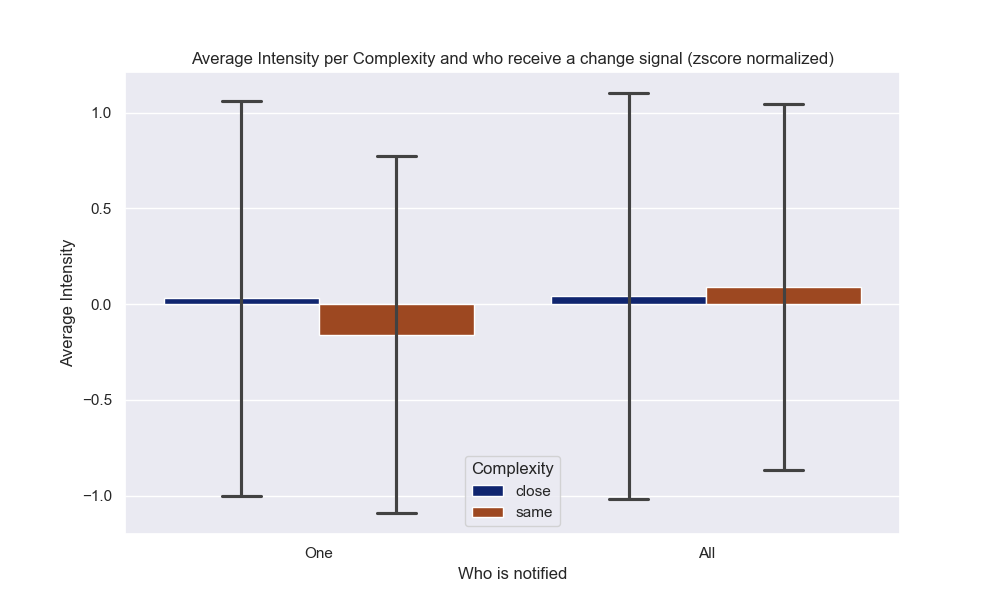 Average Intensity per Complexity and who receive a change signal (zscore normalized)
Average Intensity
1.0
0.5
0.0
−0.5
−1.0
Complexity
close
same
One
All
Who is notified